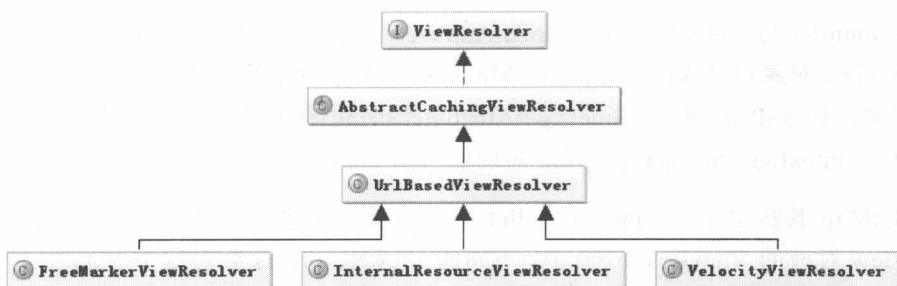 I ViewResolver
C AbstractCachingViewResolver
C UrlBasedViewResolver
C FreeMarkerViewResolver
C InternalResourceViewResolver
C VelocityViewResolver